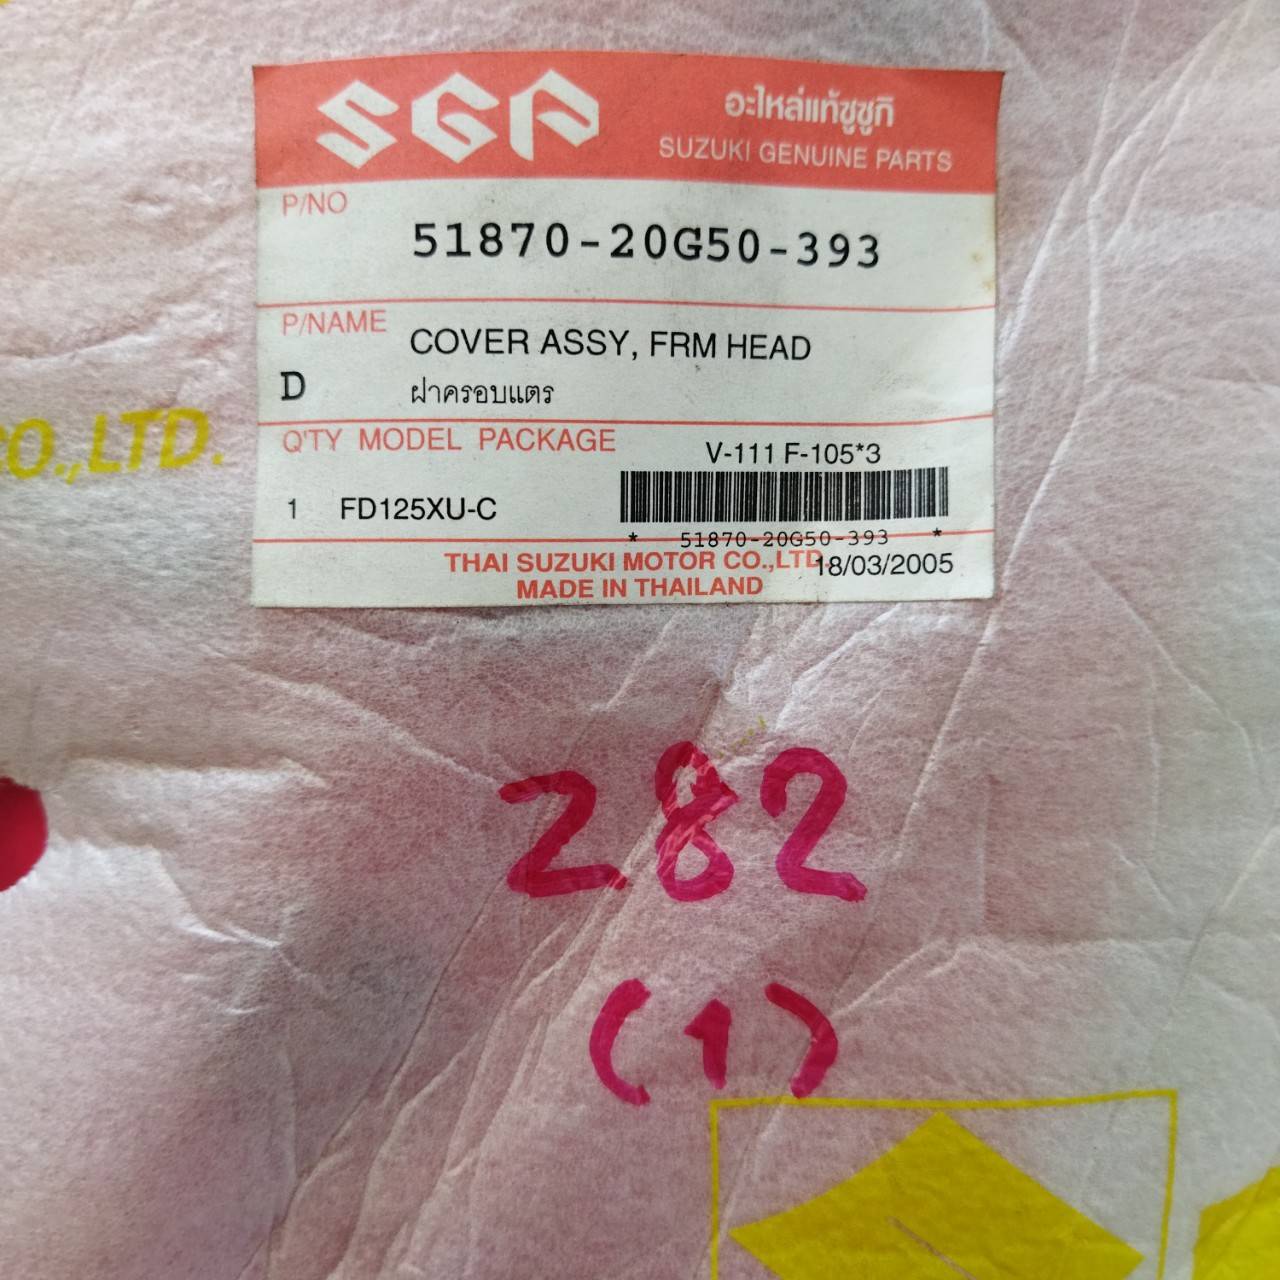 SGP
อะไหล่แท้ซูซูกิ
SUZUKI GENUINE PARTS
P/NO
51870-20G50-393
P/NAME
COVER ASSY, FRM HEAD
D
ฝาครอบแตร
Q'TY MODEL PACKAGE
V-111 F-105*3
1 FD125XU-C
* 51870-20G50-393 *
THAI SUZUKI MOTOR CO.,LTD.
18/03/2005
MADE IN THAILAND
CO.,LTD.
282
(1)